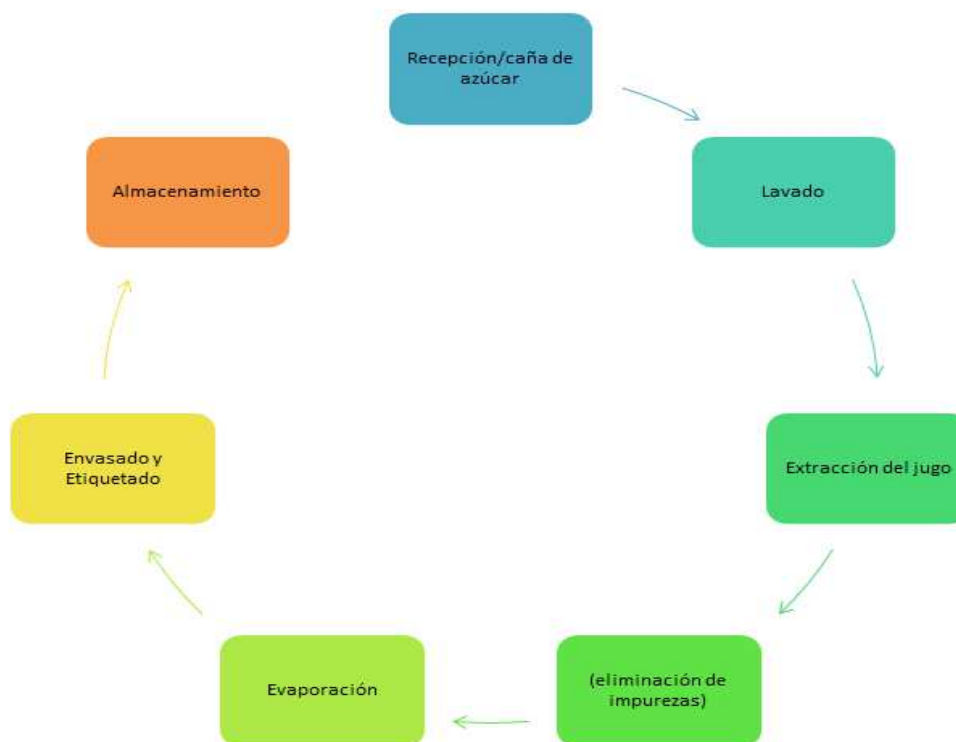 Recepción/caña de
azúcar
Lavado
Extracción del jugo
(eliminación de
impurezas)
Evaporación
Envasado y
Etiquetado
Almacenamiento